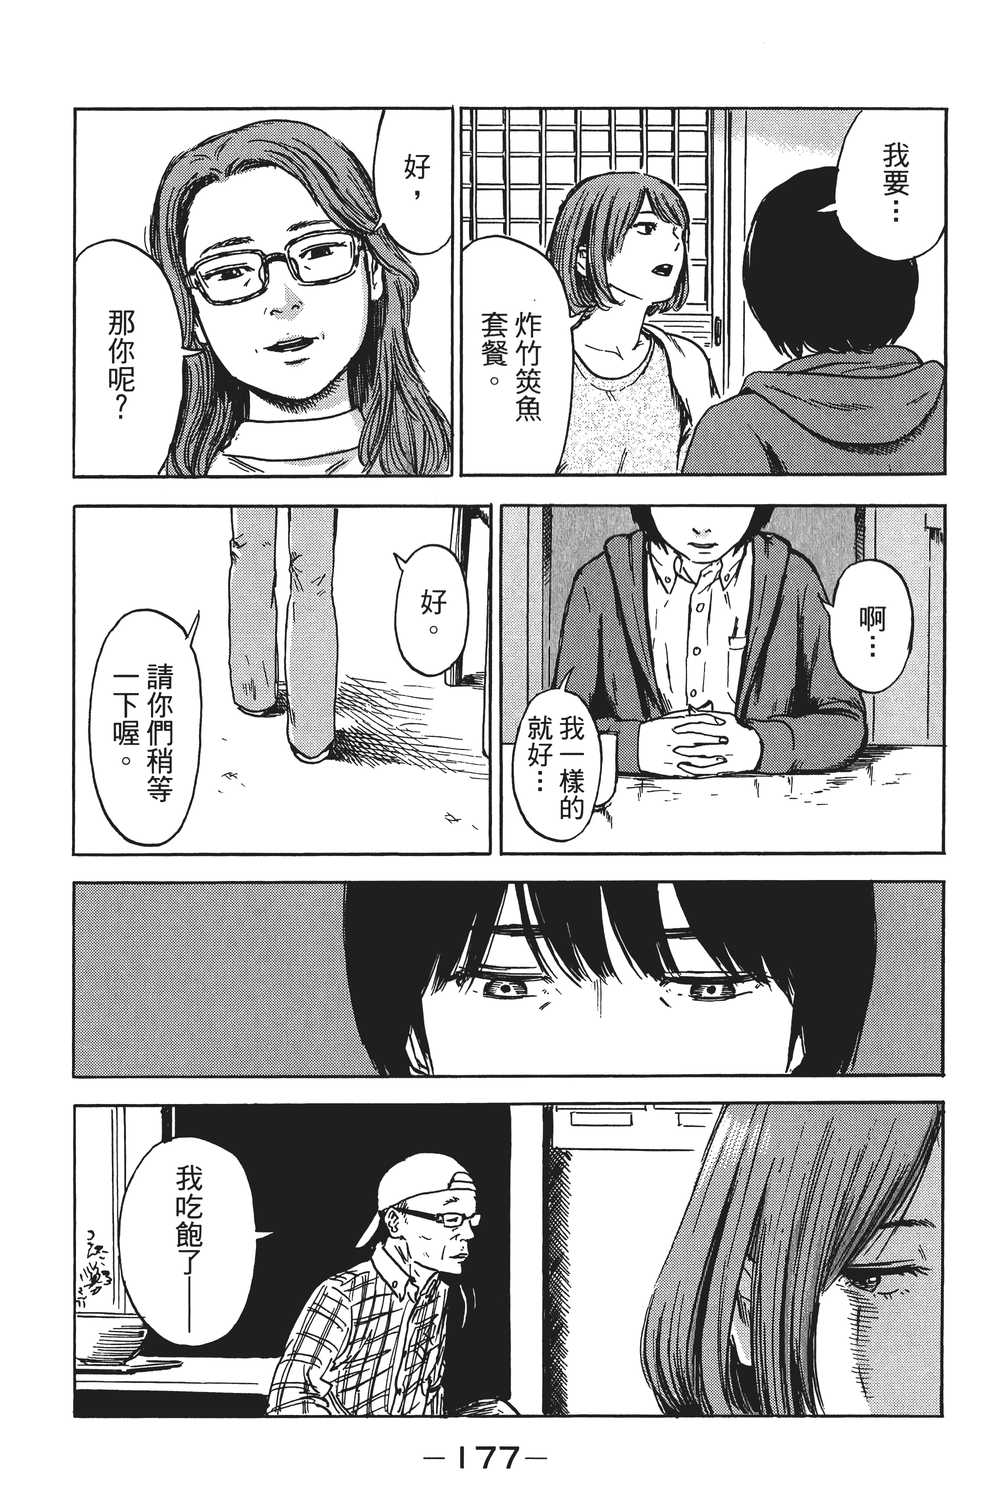 我要⋯
炸竹筴魚
套餐。
好，
那你呢？
啊⋯
我一樣的
就好⋯
好。
請你們稍等
一下喔。
我吃飽了——
－177－